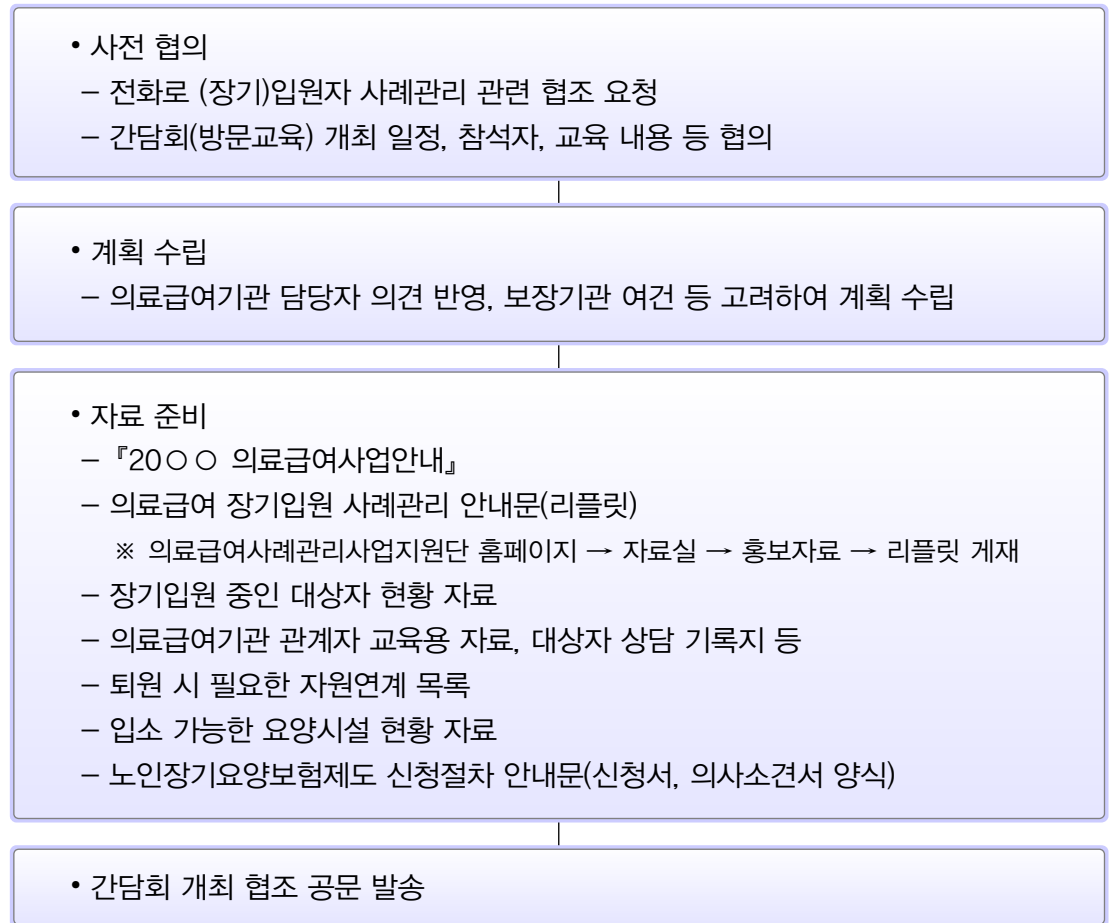 • 사전 협의
– 전화로 (장기)입원자 사례관리 관련 협조 요청
– 간담회(방문교육) 개최 일정, 참석자, 교육 내용 등 협의
• 계획 수립
– 의료급여기관 담당자 의견 반영, 보장기관 여건 등 고려하여 계획 수립
• 자료 준비
– 『20○○ 의료급여사업안내』
– 의료급여 장기입원 사례관리 안내문(리플릿)
※ 의료급여사례관리사업지원단 홈페이지 → 자료실 → 홍보자료 → 리플릿 게재
– 장기입원 중인 대상자 현황 자료
– 의료급여기관 관계자 교육용 자료, 대상자 상담 기록지 등
– 퇴원 시 필요한 자원연계 목록
– 입소 가능한 요양시설 현황 자료
– 노인장기요양보험제도 신청절차 안내문(신청서, 의사소견서 양식)
• 간담회 개최 협조 공문 발송